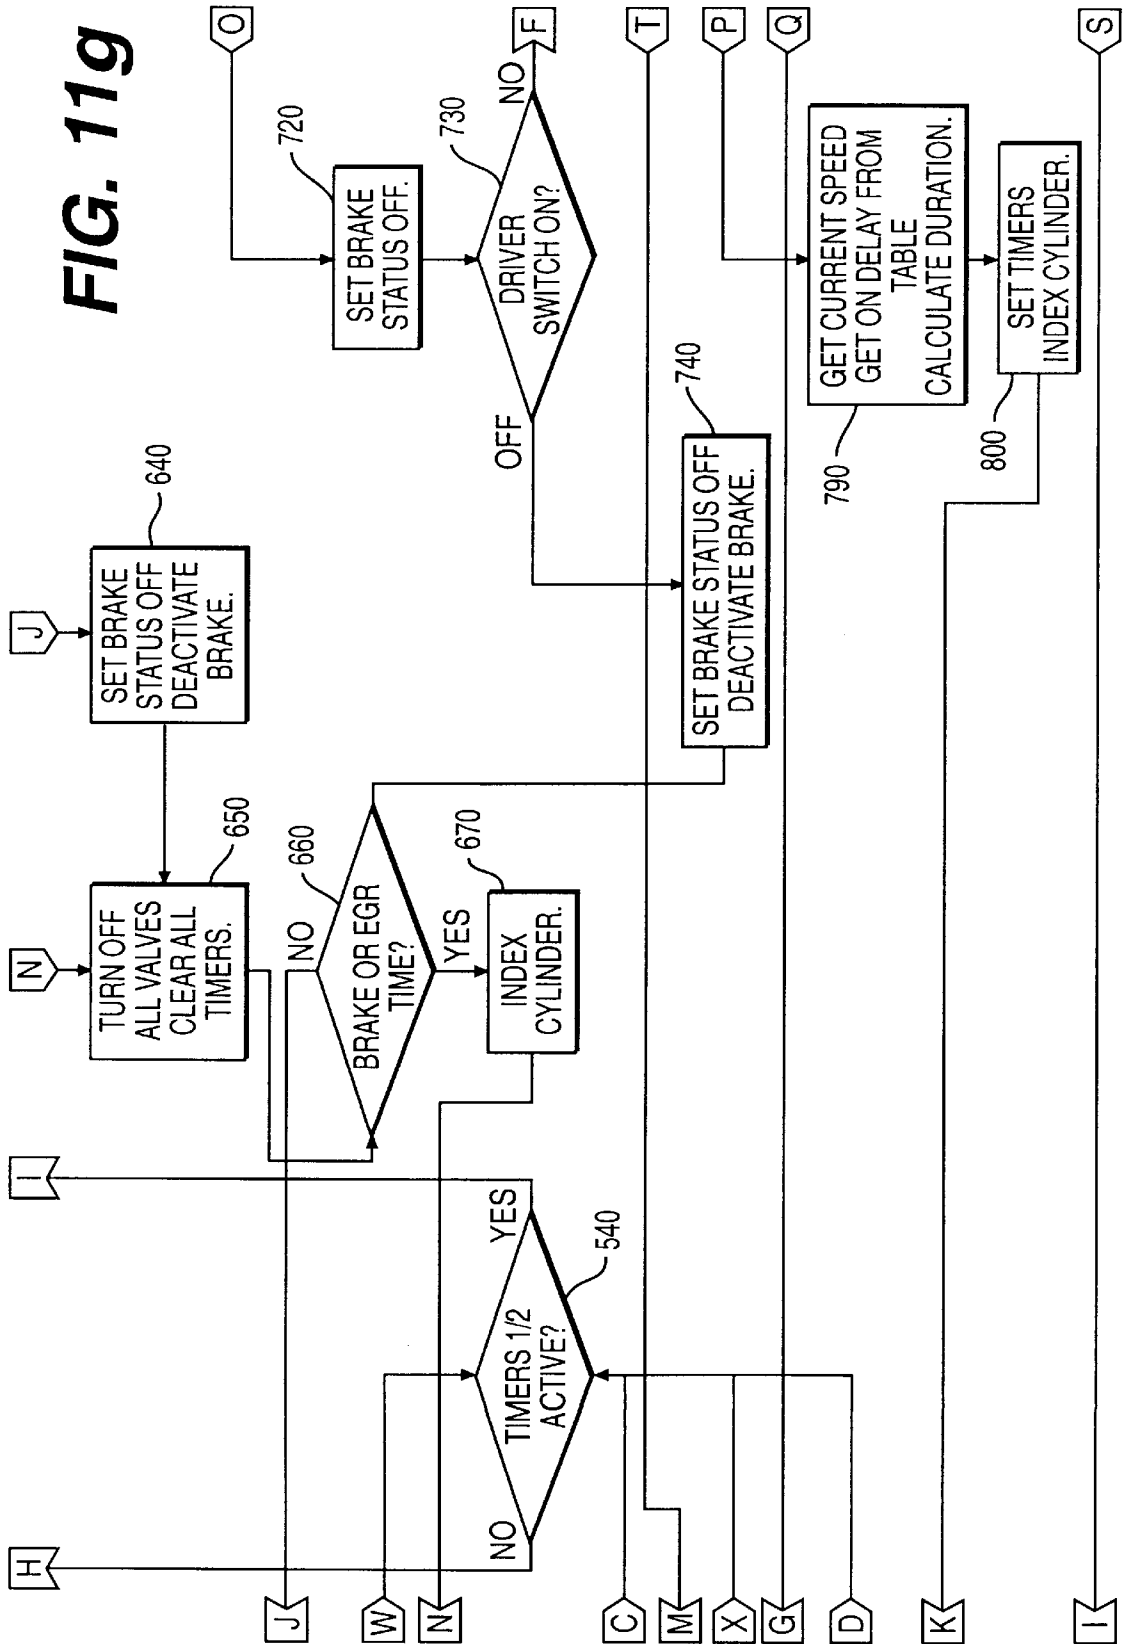 FIG. 11g
H
I
N
J
TURN OFF
ALL VALVES
CLEAR ALL
TIMERS.
650
SET BRAKE
STATUS OFF
DEACTIVATE
BRAKE.
640
O
J
NO
660
BRAKE OR EGR
TIME?
YES
SET BRAKE
STATUS OFF.
720
W
N
INDEX
CYLINDER.
670
NO
TIMERS 1/2
ACTIVE?
YES
540
OFF
DRIVER
SWITCH ON?
730
NO
F
C
M
T
X
SET BRAKE STATUS OFF
DEACTIVATE BRAKE.
740
P
G
Q
D
790
GET CURRENT SPEED
GET ON DELAY FROM
TABLE
CALCULATE DURATION.
K
800
SET TIMERS
INDEX CYLINDER.
I
S